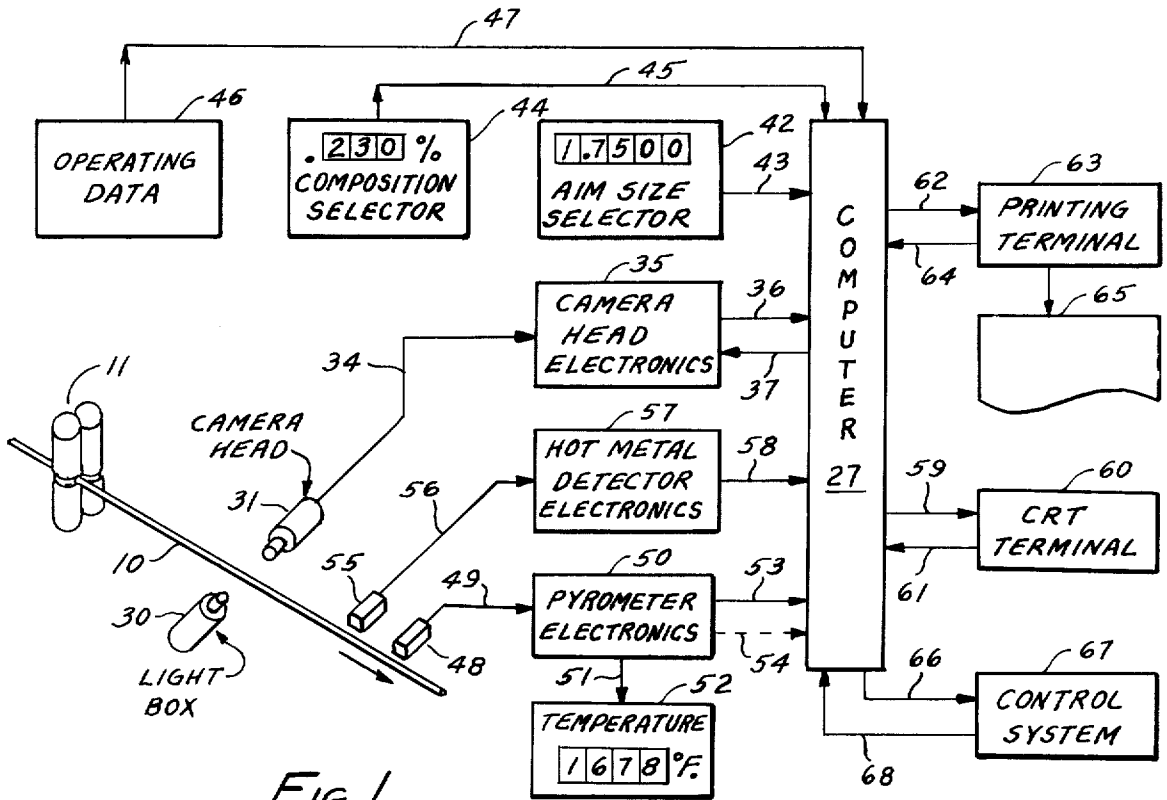 47
45
46
44
42
OPERATING
DATA
.230 %
COMPOSITION
SELECTOR
1.7500
AIM SIZE
SELECTOR
43
COMPUTER
27
62
63
PRINTING
TERMINAL
64
65
35
CAMERA
HEAD
ELECTRONICS
36
37
34
11
CAMERA
HEAD
31
57
HOT METAL
DETECTOR
ELECTRONICS
58
56
59
60
CRT
TERMINAL
61
10
55
30
LIGHT
BOX
48
49
50
PYROMETER
ELECTRONICS
53
54
51
52
TEMPERATURE
1678 °F.
66
67
CONTROL
SYSTEM
68
FIG. 1